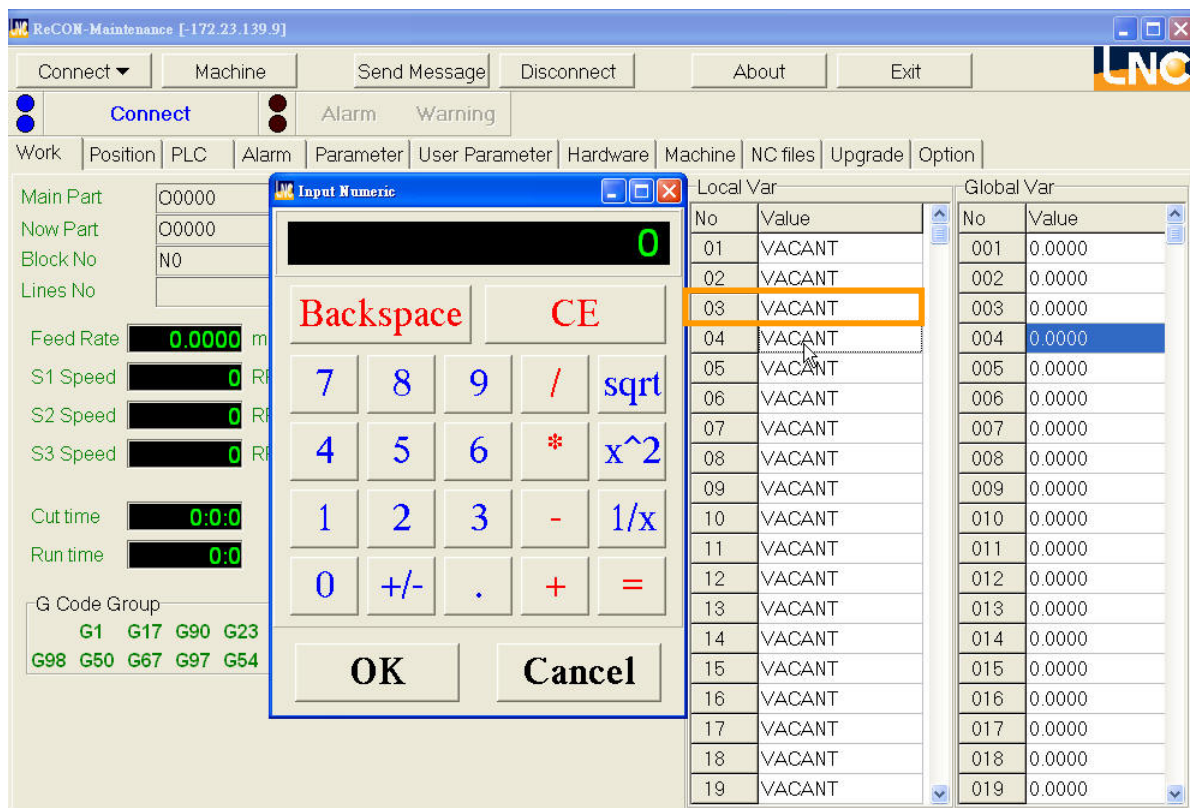 ReCON-Maintenance [-172.23.139.9]
Connect Machine Send Message Disconnect About Exit
LNC
Connect Alarm Warning
Work Position PLC Alarm Parameter User Parameter Hardware Machine NC files Upgrade Option
Main Part O0000
Now Part O0000
Block No N0
Lines No
Feed Rate 0.0000
S1 Speed 0
S2 Speed 0
S3 Speed 0
Cut time 0:0:0
Run time 0:0
G Code Group
G1 G17 G90 G23
G98 G50 G67 G97 G54
Input Numeric
0
Backspace CE
7 8 9 / sqrt
4 5 6 * x^2
1 2 3 - 1/x
0 +/- . + =
OK Cancel
Local Var
No Value
01 VACANT
02 VACANT
03 VACANT
04 VACANT
05 VACANT
06 VACANT
07 VACANT
08 VACANT
09 VACANT
10 VACANT
11 VACANT
12 VACANT
13 VACANT
14 VACANT
15 VACANT
16 VACANT
17 VACANT
18 VACANT
19 VACANT
Global Var
No Value
001 0.0000
002 0.0000
003 0.0000
004 0.0000
005 0.0000
006 0.0000
007 0.0000
008 0.0000
009 0.0000
010 0.0000
011 0.0000
012 0.0000
013 0.0000
014 0.0000
015 0.0000
016 0.0000
017 0.0000
018 0.0000
019 0.0000